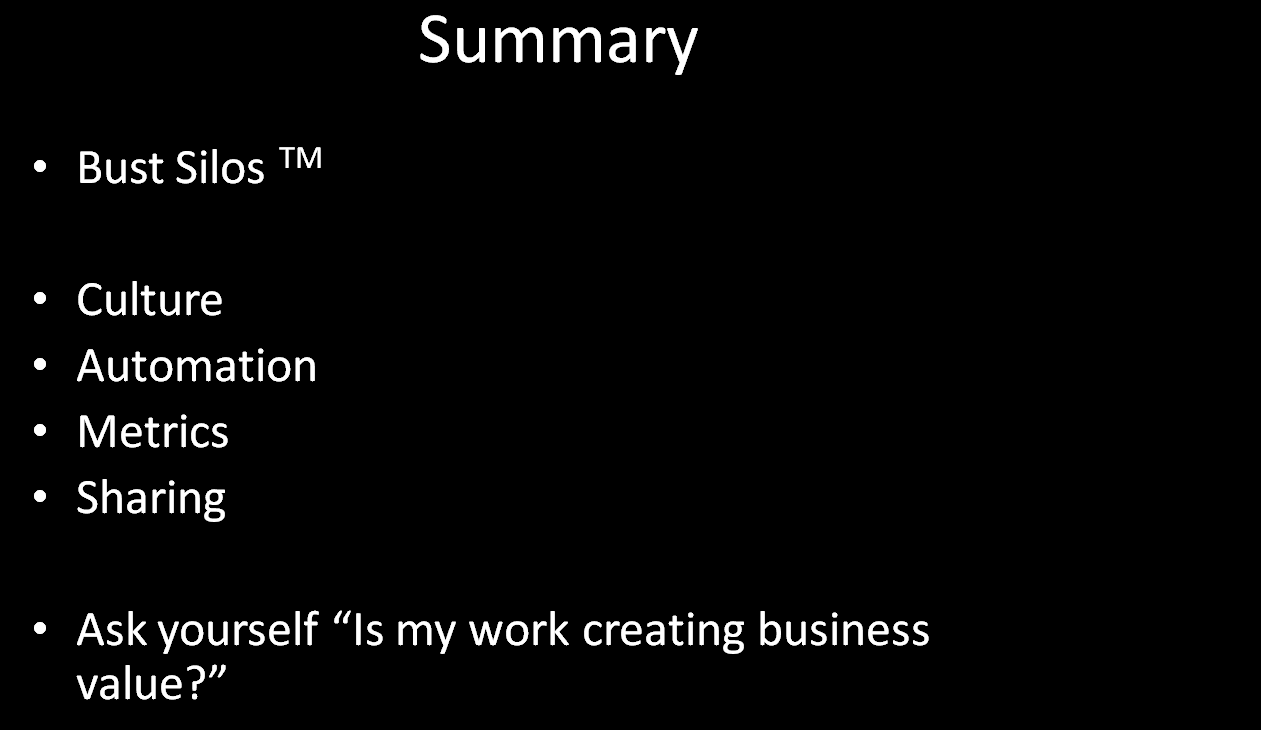 Summary
• Bust Silos TM
• Culture
• Automation
• Metrics
• Sharing
• Ask yourself “Is my work creating business
value?”